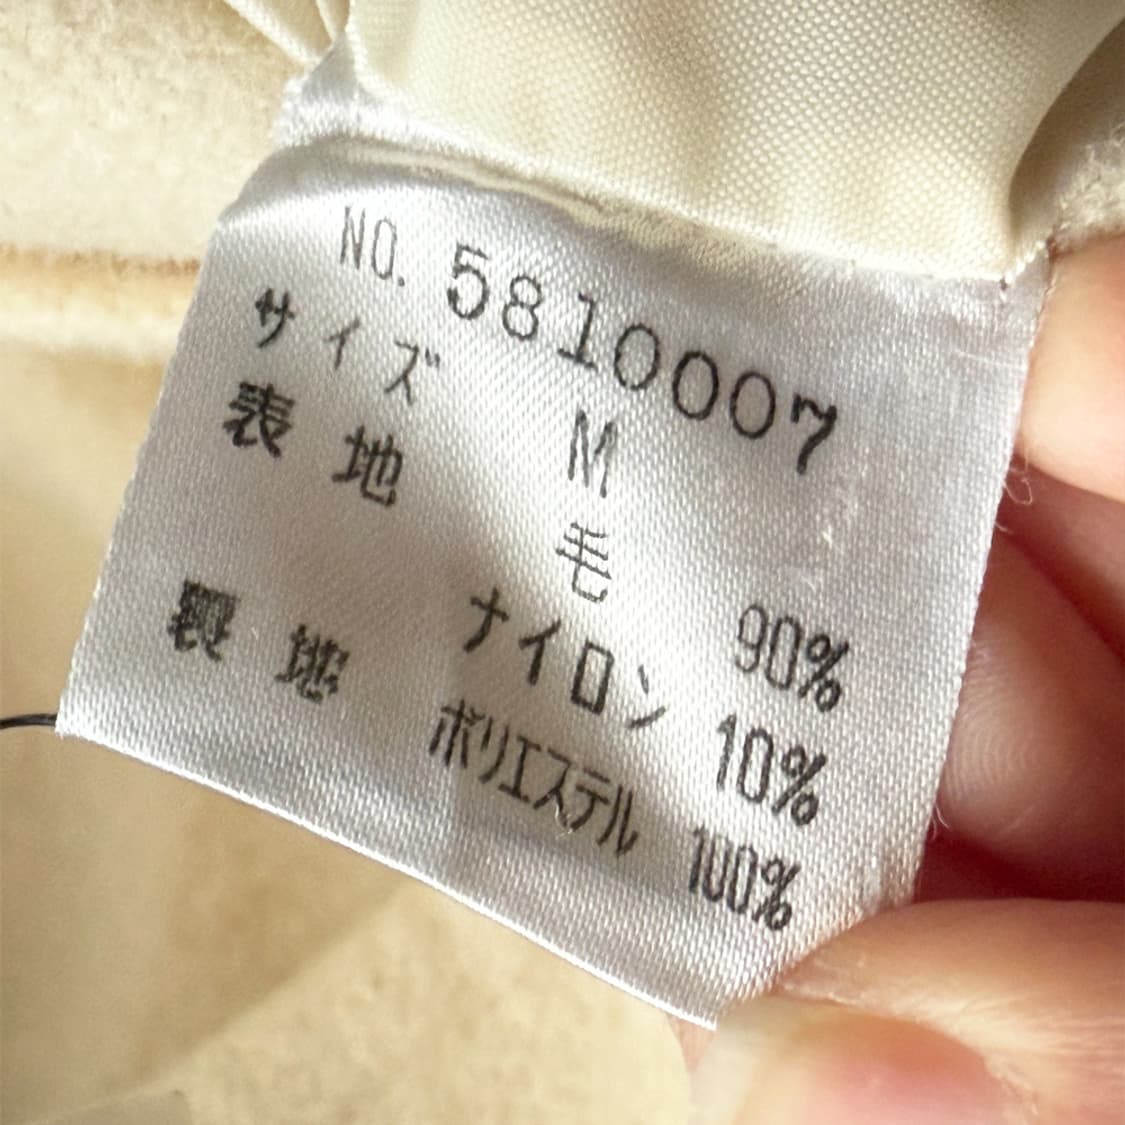 NO. 5810007
サイズ M
表地 毛 90%
ナイロン 10%
裏地 ポリエステル 100%